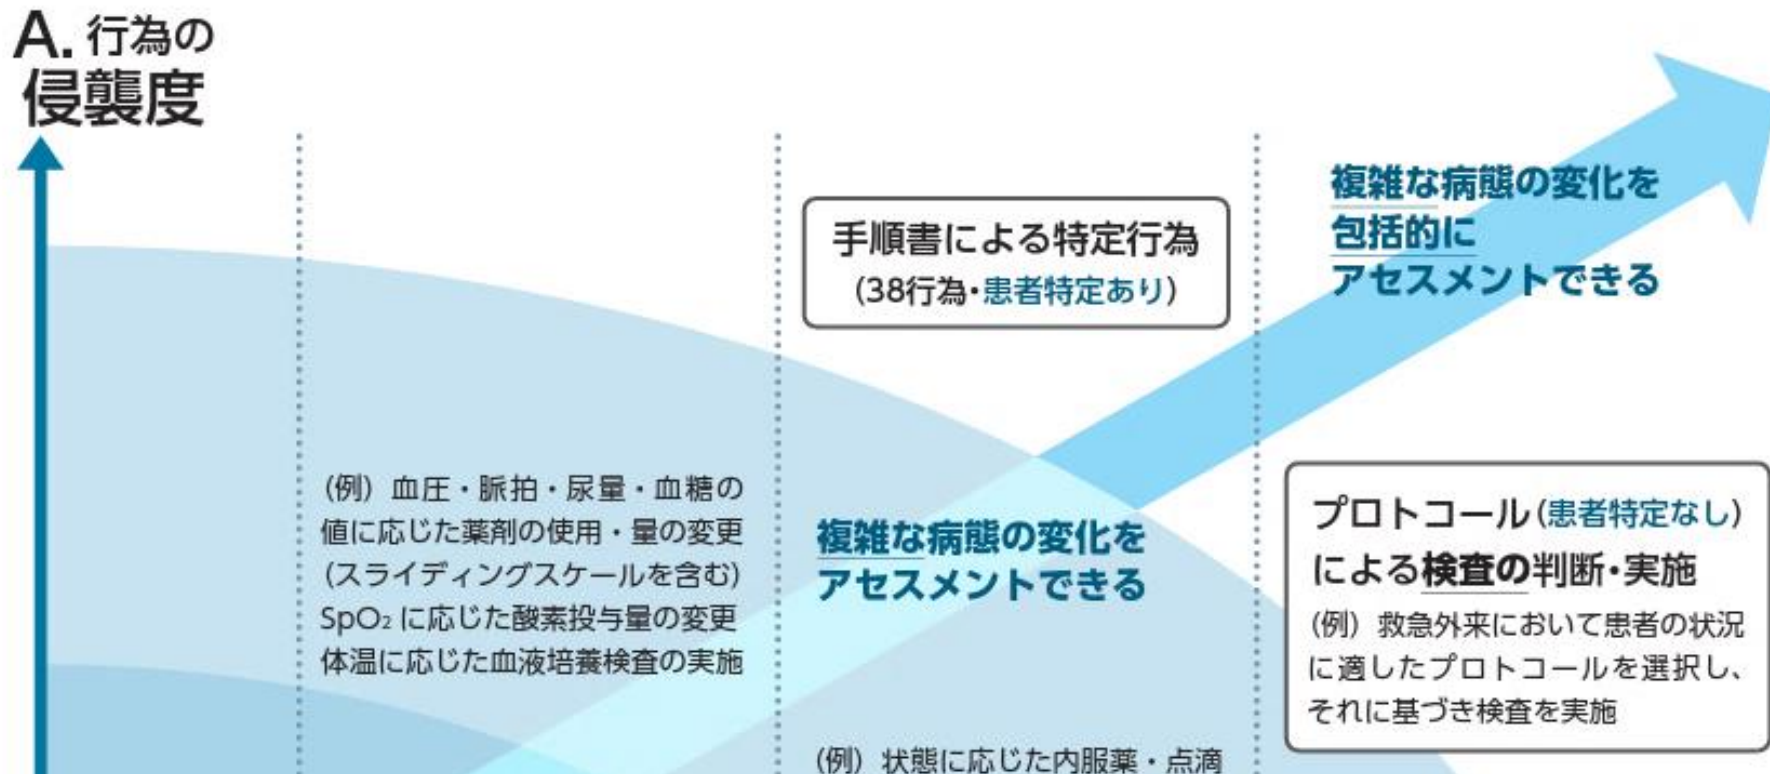 A. 行為の
侵襲度
手順書による特定行為
(38行為・患者特定あり)
複雑な病態の変化を
包括的に
アセスメントできる
(例) 血圧・脈拍・尿量・血糖の
値に応じた薬剤の使用・量の変更
(スライディングスケールを含む)
SpO₂ に応じた酸素投与量の変更
体温に応じた血液培養検査の実施
複雑な病態の変化を
アセスメントできる
プロトコール(患者特定なし)
による検査の判断・実施
(例) 救急外来において患者の状況
に適したプロトコールを選択し、
それに基づき検査を実施
(例) 状態に応じた内服薬・点滴